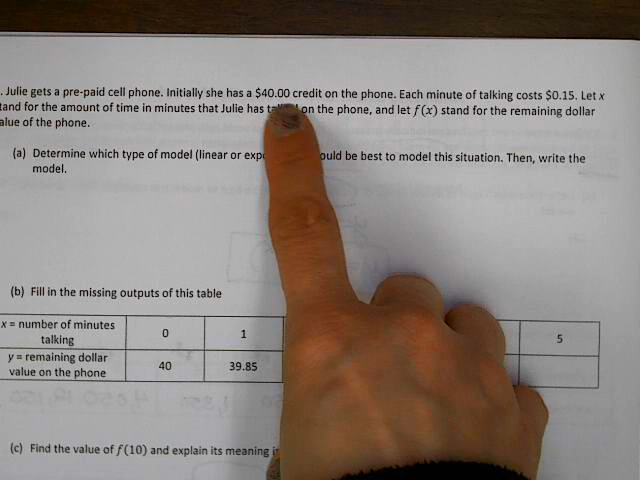 . Julie gets a pre-paid cell phone. Initially she has a $40.00 credit on the phone. Each minute of talking costs $0.15. Let x
tand for the amount of time in minutes that Julie has on the phone, and let f(x) stand for the remaining dollar
alue of the phone.
(a) Determine which type of model (linear or ould be best to model this situation. Then, write the
model.
(b) Fill in the missing outputs of this table
x = number of minutes talking 0 1 5
y = remaining dollar value on the phone 40 39.85
(c) Find the value of f(10) and explain its meaning